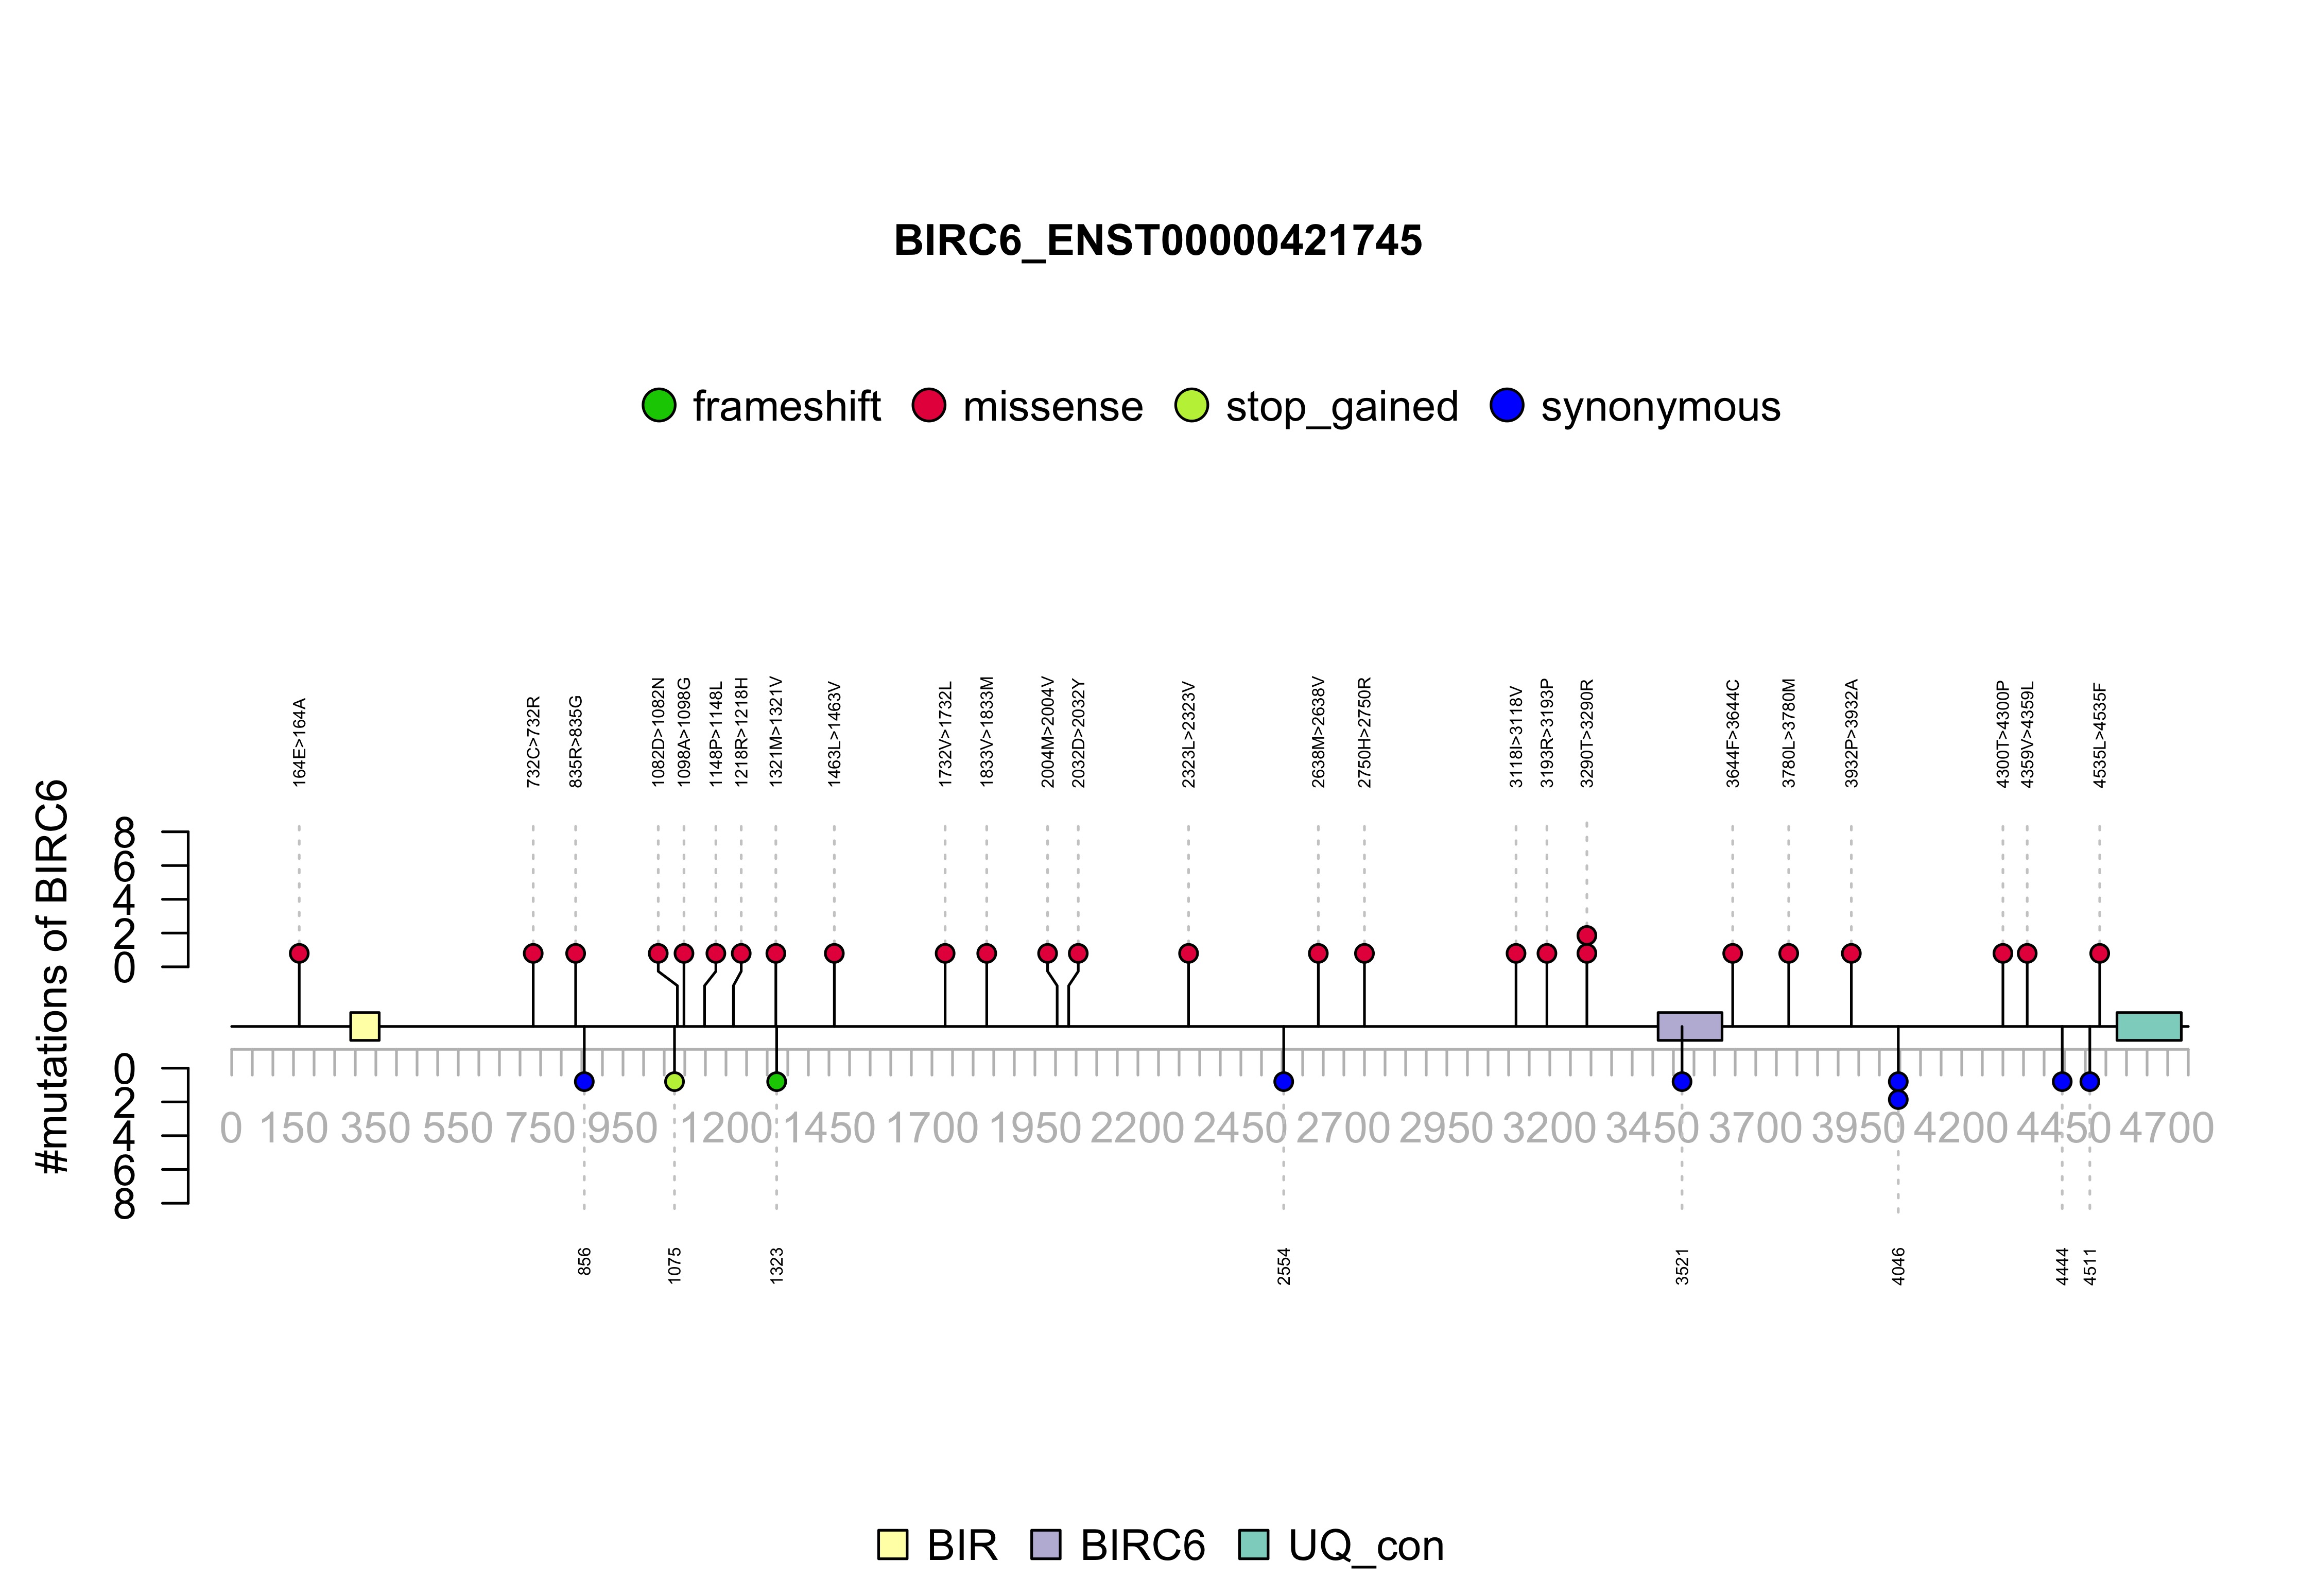 BIRC6_ENST00000421745
frameshift missense stop_gained synonymous
164E>164A
732C>732R
835R>835G
1082D>1082N
1098A>1098G
1148P>1148L
1218R>1218H
1321M>1321V
1463L>1463V
1732V>1732L
1833V>1833M
2004M>2004V
2032D>2032Y
2323L>2323V
2638M>2638V
2750H>2750R
3118I>3118V
3193R>3193P
3290T>3290R
3644F>3644C
3780L>3780M
3932P>3932A
4300T>4300P
4359V>4359L
4535L>4535F
#mutations of BIRC6
8
6
4
2
0
0
2
4
6
8
0 150 350 550 750 950 1200 1450 1700 1950 2200 2450 2700 2950 3200 3450 3700 3950 4200 4450 4700
856
1075
1323
2554
3521
4046
4444
4511
BIR BIRC6 UQ_con